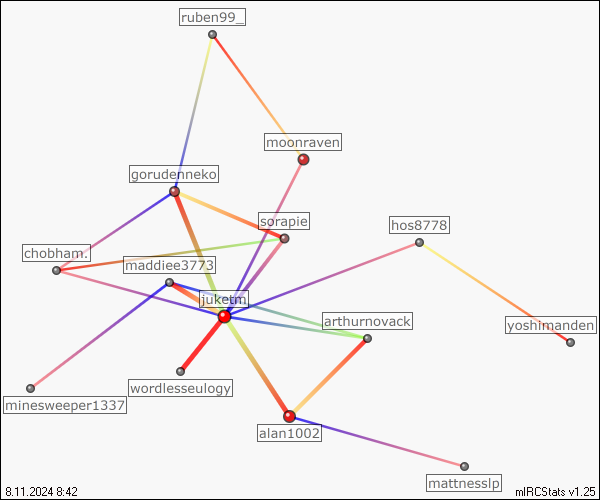 ruben99_
moonraven
gorudenneko
sorapie
hos8778
chobham.
maddiee3773
juketm
arthurnovack
yoshimanden
wordlesseulogy
minesweeper1337
alan1002
mattnesslp
8.11.2024 8:42
mIRCStats v1.25